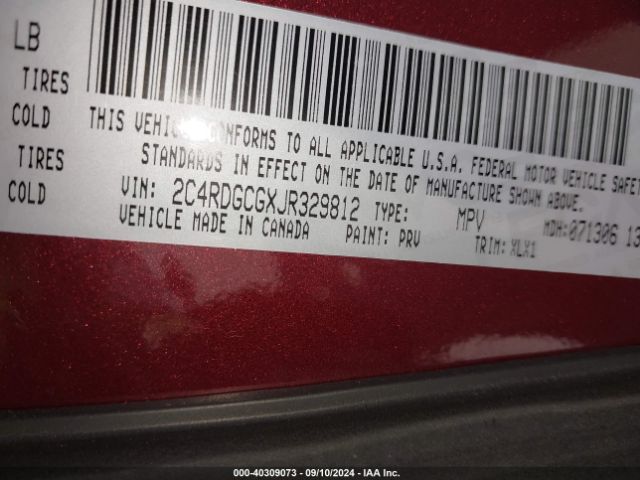 LB
TIRES
COLD
TIRES
COLD
THIS VEHICLE CONFORMS TO ALL APPLICABLE U.S.A. FEDERAL MOTOR VEHICLE SAFET
STANDARDS IN EFFECT ON THE DATE OF MANUFACTURE SHOWN ABOVE.
VIN: 2C4RDGCGXJR329812 TYPE: MPV MDH:071306 13
VEHICLE MADE IN CANADA PAINT: PRV TRIM: XLX1
000-40309073 - 09/10/2024 - IAA Inc.